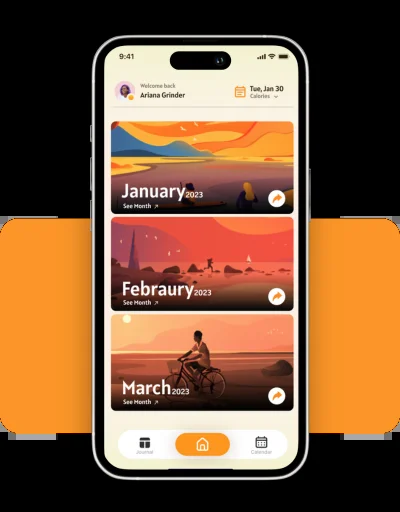 9:41
Welcome back
Ariana Grinder
Tue, Jan 30
Calories
January2023
See Month ↗
Febraury2023
See Month ↗
March2023
See Month ↗
Journal
Calendar